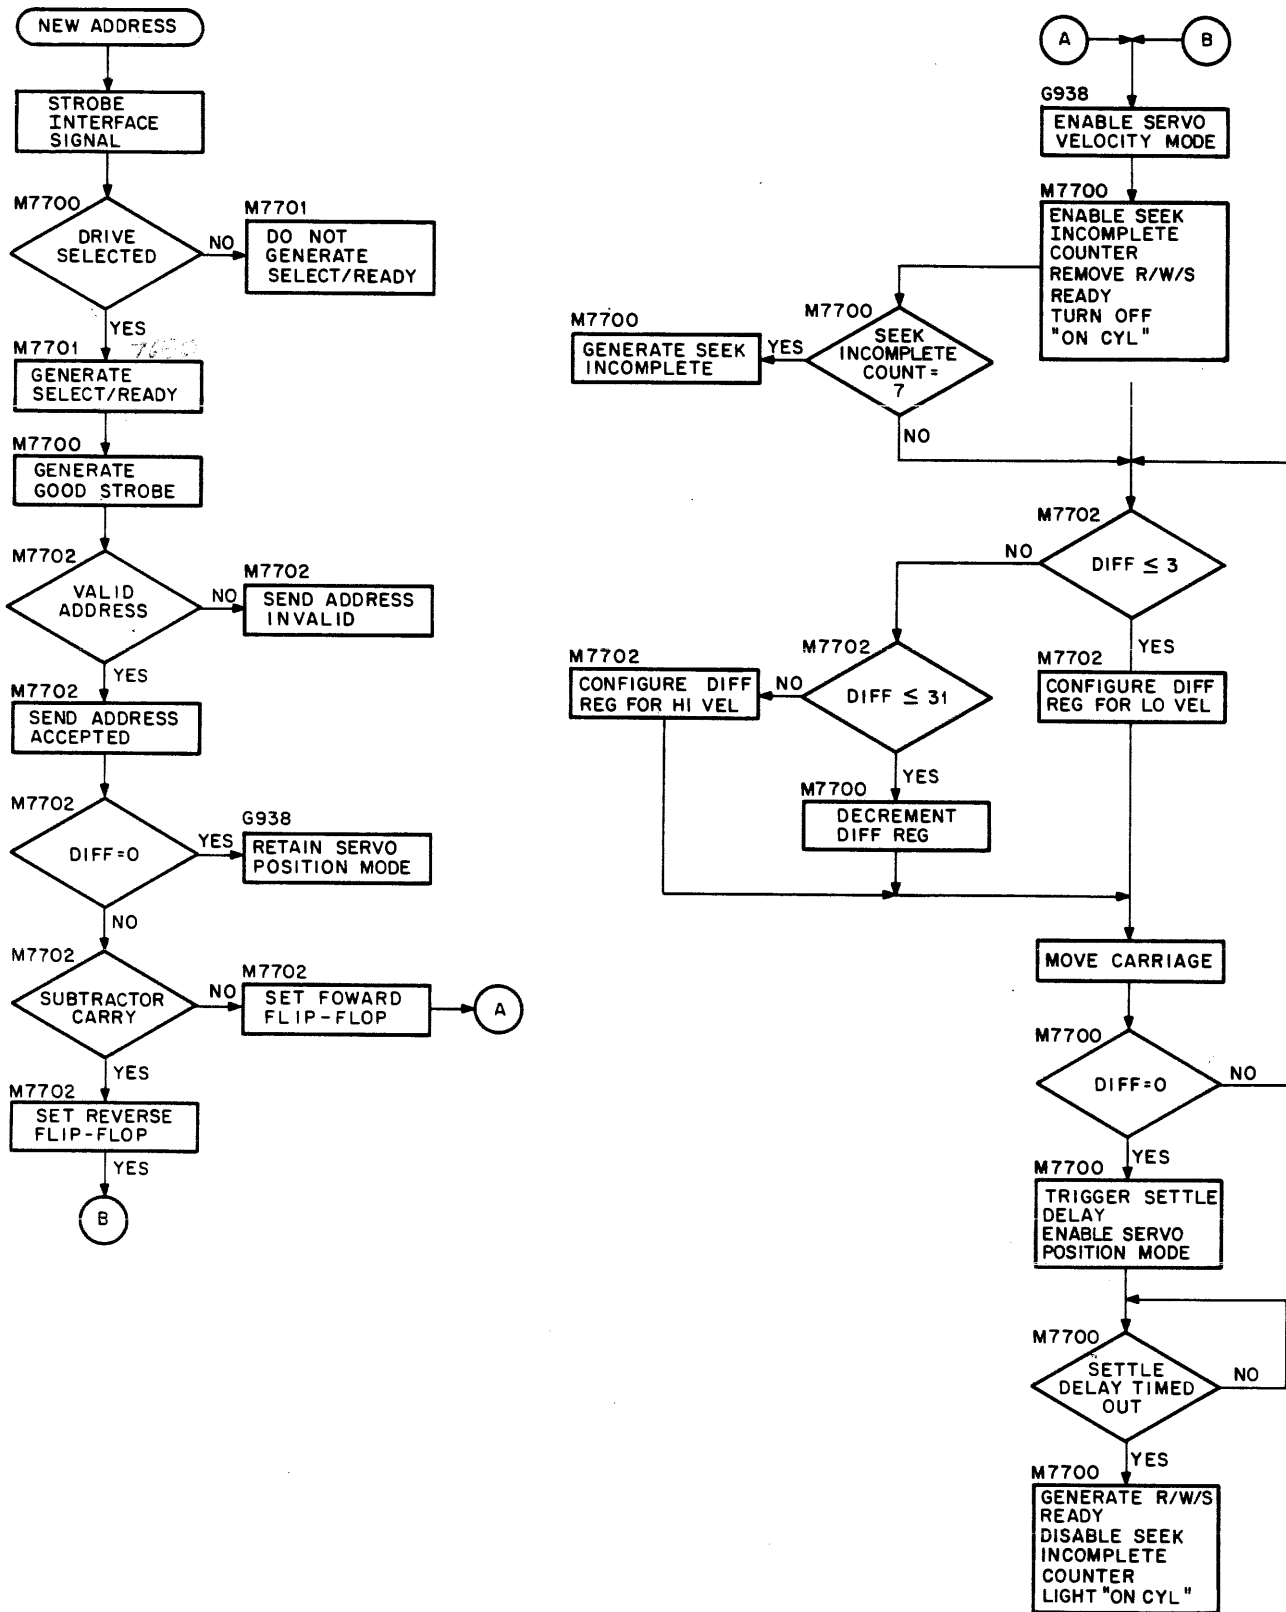 NEW ADDRESS
STROBE
INTERFACE
SIGNAL
M7700
DRIVE
SELECTED
NO
M7701
DO NOT
GENERATE
SELECT/READY
YES
M7701
GENERATE
SELECT/READY
M7700
GENERATE
GOOD STROBE
M7702
VALID
ADDRESS
NO
M7702
SEND ADDRESS
INVALID
YES
M7702
SEND ADDRESS
ACCEPTED
M7702
DIFF=0
YES
G938
RETAIN SERVO
POSITION MODE
NO
M7702
SUBTRACTOR
CARRY
NO
M7702
SET FOWARD
FLIP-FLOP
A
YES
M7702
SET REVERSE
FLIP-FLOP
YES
B
A
B
G938
ENABLE SERVO
VELOCITY MODE
M7700
ENABLE SEEK
INCOMPLETE
COUNTER
REMOVE R/W/S
READY
TURN OFF
"ON CYL"
M7700
SEEK
INCOMPLETE
COUNT=
7
YES
M7700
GENERATE SEEK
INCOMPLETE
NO
M7702
DIFF ≤ 3
NO
YES
M7702
CONFIGURE DIFF
REG FOR LO VEL
M7702
DIFF ≤ 31
NO
M7702
CONFIGURE DIFF
REG FOR HI VEL
YES
M7700
DECREMENT
DIFF REG
MOVE CARRIAGE
M7700
DIFF=0
NO
YES
M7700
TRIGGER SETTLE
DELAY
ENABLE SERVO
POSITION MODE
M7700
SETTLE
DELAY TIMED
OUT
NO
YES
M7700
GENERATE R/W/S
READY
DISABLE SEEK
INCOMPLETE
COUNTER
LIGHT "ON CYL"